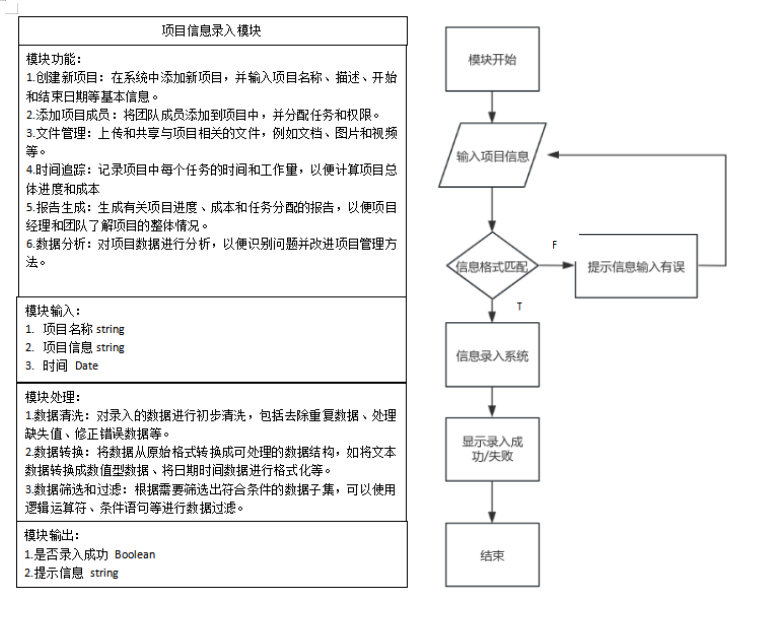 项目信息录入模块
模块功能：
1.创建新项目：在系统中添加新项目，并输入项目名称、描述、开始
和结束日期等基本信息。
2.添加项目成员：将团队成员添加到项目中，并分配任务和权限。
3.文件管理：上传和共享与项目相关的文件，例如文档、图片和视频
等。
4.时间追踪：记录项目中每个任务的时间和工作量，以便计算项目总
体进度和成本
5.报告生成：生成有关项目进度、成本和任务分配的报告，以便项目
经理和团队了解项目的整体情况。
6.数据分析：对项目数据进行分析，以便识别问题并改进项目管理方
法。
模块输入：
1. 项目名称 string
2. 项目信息 string
3. 时间 Date
模块处理：
1.数据清洗：对录入的数据进行初步清洗，包括去除重复数据、处理
缺失值、修正错误数据等。
2.数据转换：将数据从原始格式转换成可处理的数据结构，如将文本
数据转换成数值型数据、将日期时间数据进行格式化等。
3.数据筛选和过滤：根据需要筛选出符合条件的数据子集，可以使用
逻辑运算符、条件语句等进行数据过滤。
模块输出：
1.是否录入成功 Boolean
2.提示信息 string
模块开始
输入项目信息
信息格式匹配
F
提示信息输入有误
T
信息录入系统
显示录入成
功/失败
结束